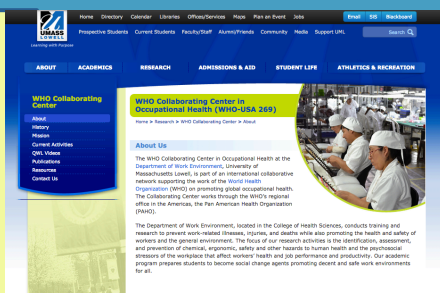 Home Directory Calendar Libraries Offices/Services Maps Plan an Event Jobs Email SIS Blackboard
UMASS
LOWELL
Learning with Purpose
Prospective Students Current Students Faculty/Staff Alumni/Friends Community Media Support UML Search
ABOUT ACADEMICS RESEARCH ADMISSIONS & AID STUDENT LIFE ATHLETICS & RECREATION
WHO Collaborating
Center
About
History
Mission
Current Activities
QWL Videos
Publications
Resources
Contact Us
WHO Collaborating Center in
Occupational Health (WHO-USA 269)
Home > Research > WHO Collaborating Center > About
About Us
The WHO Collaborating Center in Occupational Health at the
Department of Work Environment, University of
Massachusetts Lowell, is part of an international collaborative
network supporting the work of the World Health
Organization (WHO) on promoting global occupational health.
The Collaborating Center works through the WHO's regional
office in the Americas, the Pan American Health Organization
(PAHO).
The Department of Work Environment, located in the College of Health Sciences, conducts training and
research to prevent work-related illnesses, injuries, and deaths while also promoting the health and safety of
workers and the general environment. The focus of our research activities is the identification, assessment,
and prevention of chemical, ergonomic, safety and other hazards to human health and the psychosocial
stressors of the workplace that affect workers' health and job performance and productivity. Our academic
program prepares students to become social change agents promoting decent and safe work environments
for all.